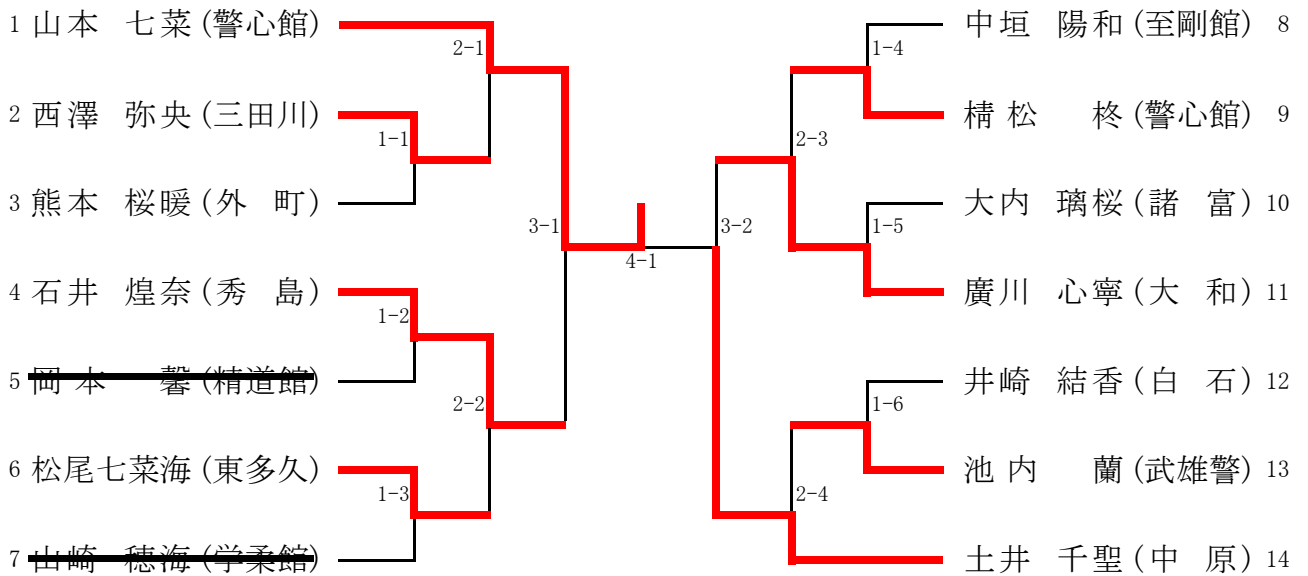 1 山本 七菜 (警心館)
2 西澤 弥央 (三田川)
3 熊本 桜暖 (外 町)
4 石井 煌奈 (秀 島)
5 岡本 馨 (精道館)
6 松尾七菜海 (東多久)
7 山崎 穂海 (学柔館)
2-1
1-1
3-1
1-2
2-2
1-3
4-1
3-2
1-4
2-3
1-5
1-6
2-4
中垣 陽和 (至剛館) 8
棈松 柊 (警心館) 9
大内 璃桜 (諸 富) 10
廣川 心寧 (大 和) 11
井崎 結香 (白 石) 12
池内 蘭 (武雄警) 13
土井 千聖 (中 原) 14